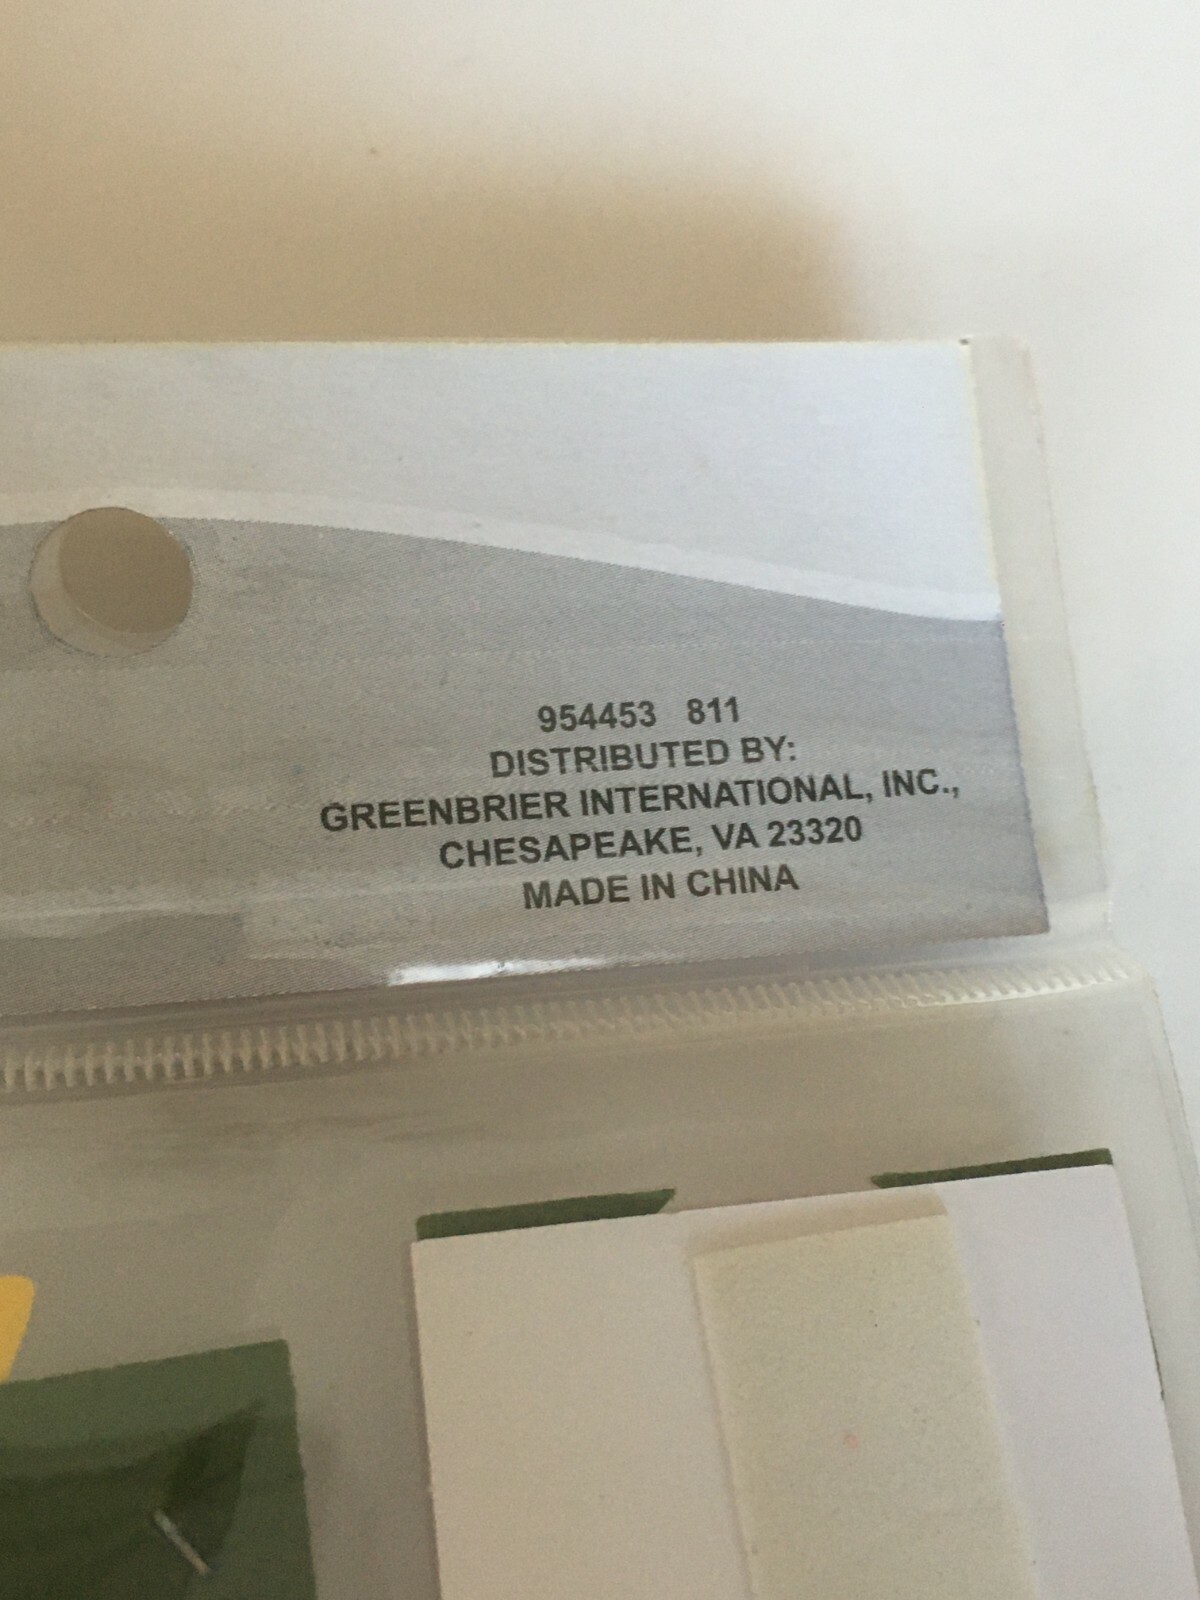 954453 811
DISTRIBUTED BY:
GREENBRIER INTERNATIONAL, INC.,
CHESAPEAKE, VA 23320
MADE IN CHINA